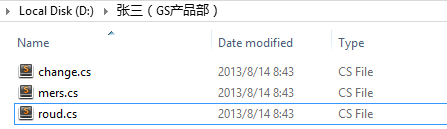 Local Disk (D:) 张三（GS产品部）
Name Date modified Type
change.cs 2013/8/14 8:43 CS File
mers.cs 2013/8/14 8:43 CS File
roud.cs 2013/8/14 8:43 CS File